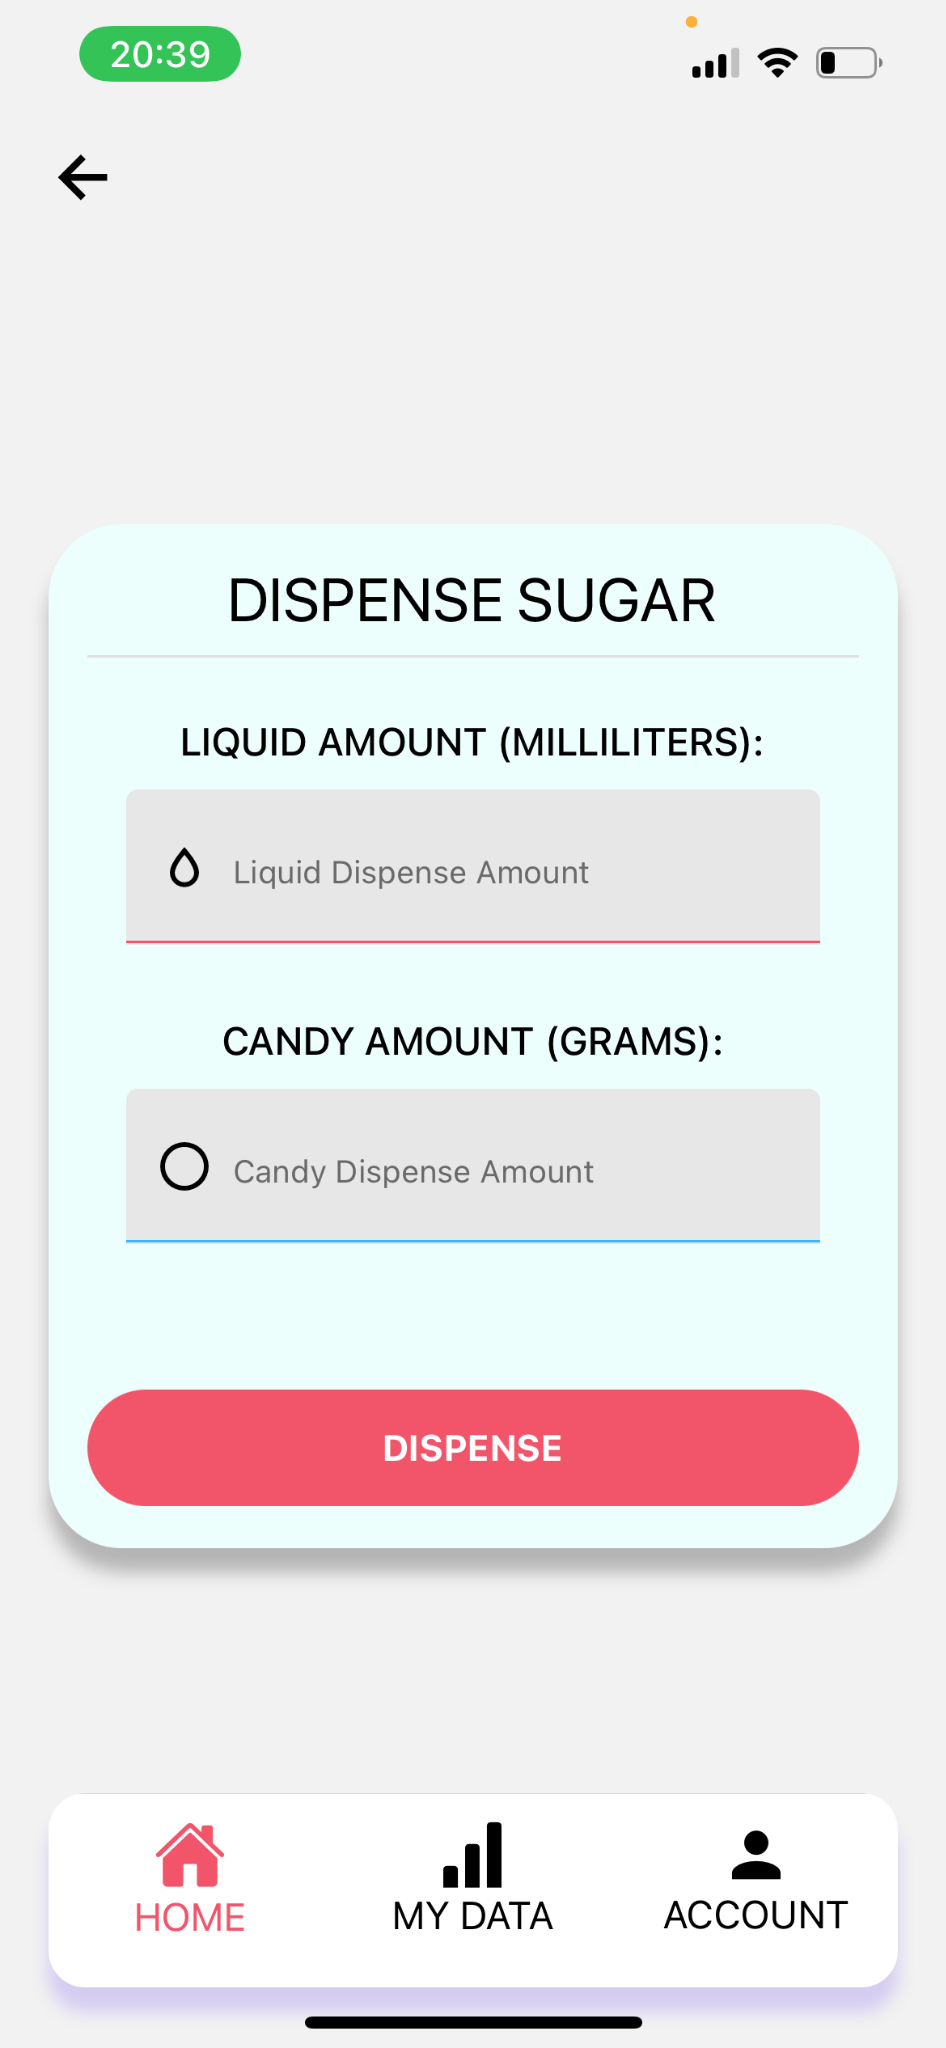 20:39
DISPENSE SUGAR
LIQUID AMOUNT (MILLILITERS):
Liquid Dispense Amount
CANDY AMOUNT (GRAMS):
Candy Dispense Amount
DISPENSE
HOME
MY DATA
ACCOUNT